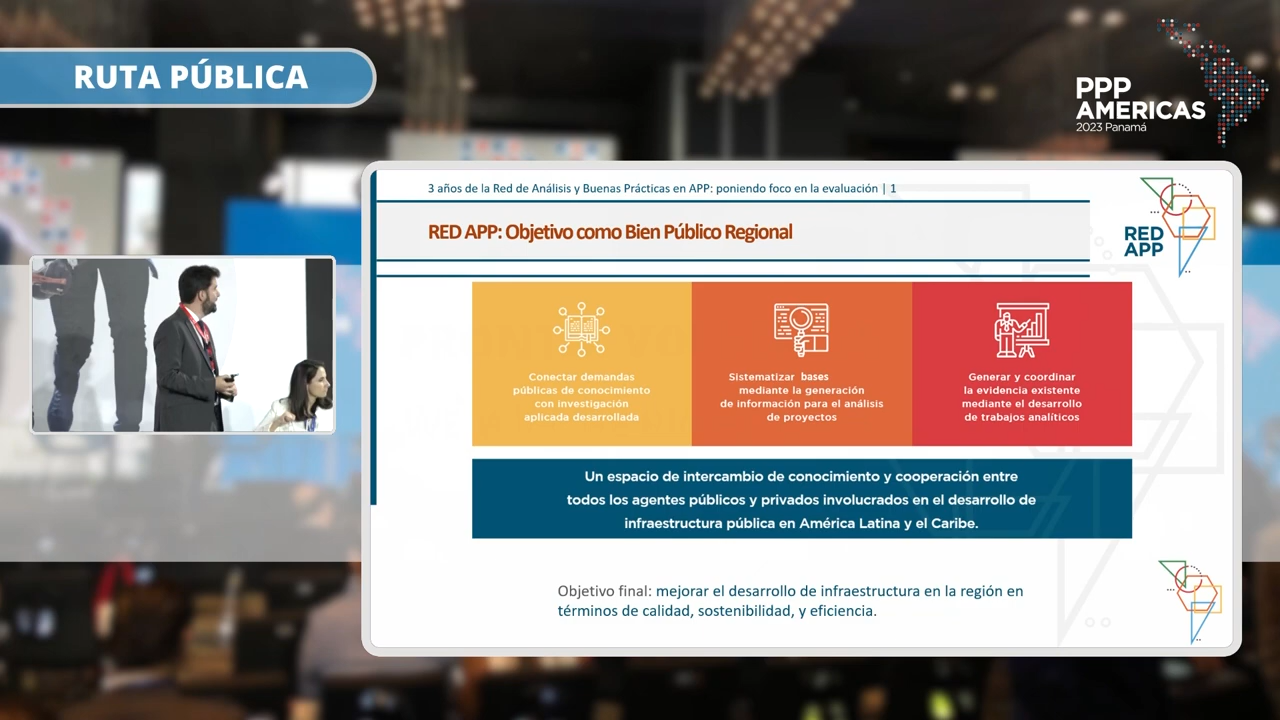 RUTA PÚBLICA
PPP
AMERICAS
2023 Panamá
3 años de la Red de Análisis y Buenas Prácticas en APP: poniendo foco en la evaluación | 1
RED APP: Objetivo como Bien Público Regional
RED
APP
Conectar demandas
públicas de conocimiento
con investigación
aplicada desarrollada
Sistematizar bases
mediante la generación
de información para el análisis
de proyectos
Generar y coordinar
la evidencia existente
mediante el desarrollo
de trabajos analíticos
Un espacio de intercambio de conocimiento y cooperación entre
todos los agentes públicos y privados involucrados en el desarrollo de
infraestructura pública en América Latina y el Caribe.
Objetivo final: mejorar el desarrollo de infraestructura en la región en
términos de calidad, sostenibilidad, y eficiencia.